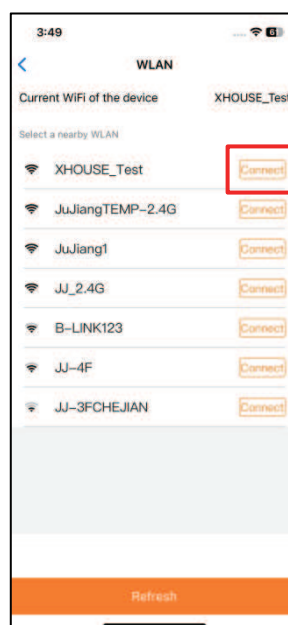 3:49
WLAN
Current WiFi of the device XHOUSE_Test
Select a nearby WLAN
XHOUSE_Test Connect
JuJiangTEMP-2.4G Connect
JuJiang1 Connect
JJ_2.4G Connect
B-LINK123 Connect
JJ-4F Connect
JJ-3FCHEJIAN Connect
Refresh